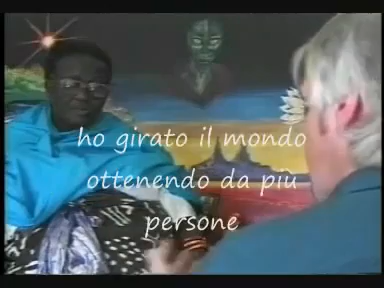 ho girato il mondo
ottenendo da più
persone